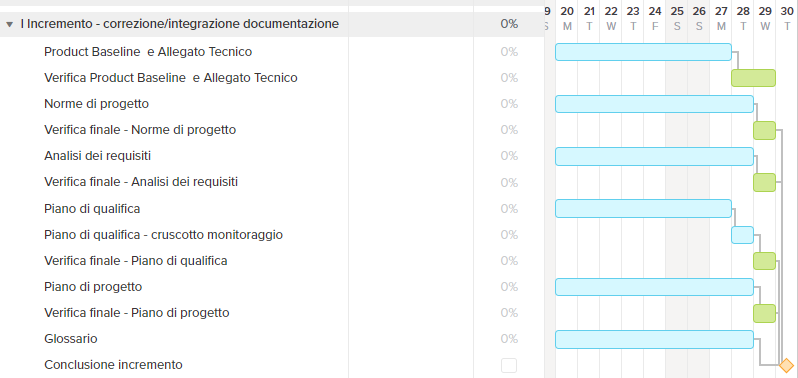 9 20 21 22 23 24 25 26 27 28 29 30
S M T W T F S S M T W T
I Incremento - correzione/integrazione documentazione 0%
Product Baseline e Allegato Tecnico 0%
Verifica Product Baseline e Allegato Tecnico 0%
Norme di progetto 0%
Verifica finale - Norme di progetto 0%
Analisi dei requisiti 0%
Verifica finale - Analisi dei requisiti 0%
Piano di qualifica 0%
Piano di qualifica - cruscotto monitoraggio 0%
Verifica finale - Piano di qualifica 0%
Piano di progetto 0%
Verifica finale - Piano di progetto 0%
Glossario 0%
Conclusione incremento